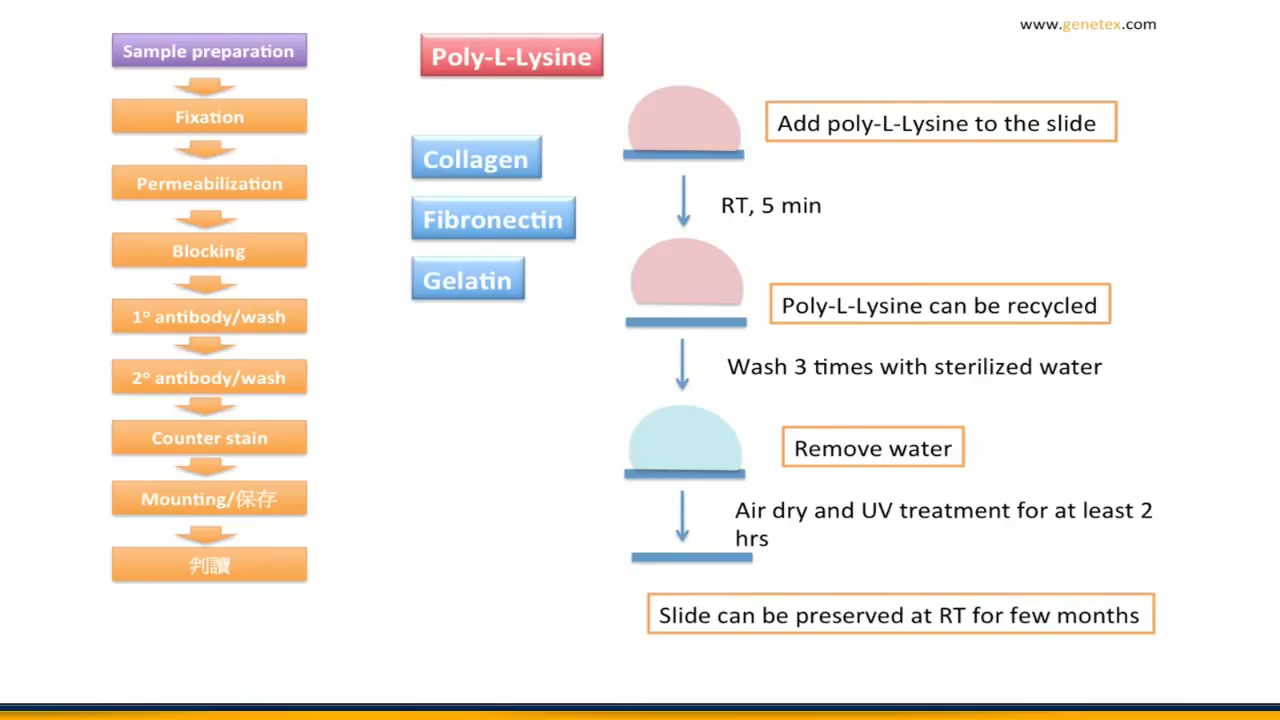 www.genetex.com
Sample preparation
Fixation
Permeabilization
Blocking
1º antibody/wash
2º antibody/wash
Counter stain
Mounting/保存
判讀
Poly-L-Lysine
Collagen
Fibronectin
Gelatin
Add poly-L-Lysine to the slide
RT, 5 min
Poly-L-Lysine can be recycled
Wash 3 times with sterilized water
Remove water
Air dry and UV treatment for at least 2
hrs
Slide can be preserved at RT for few months